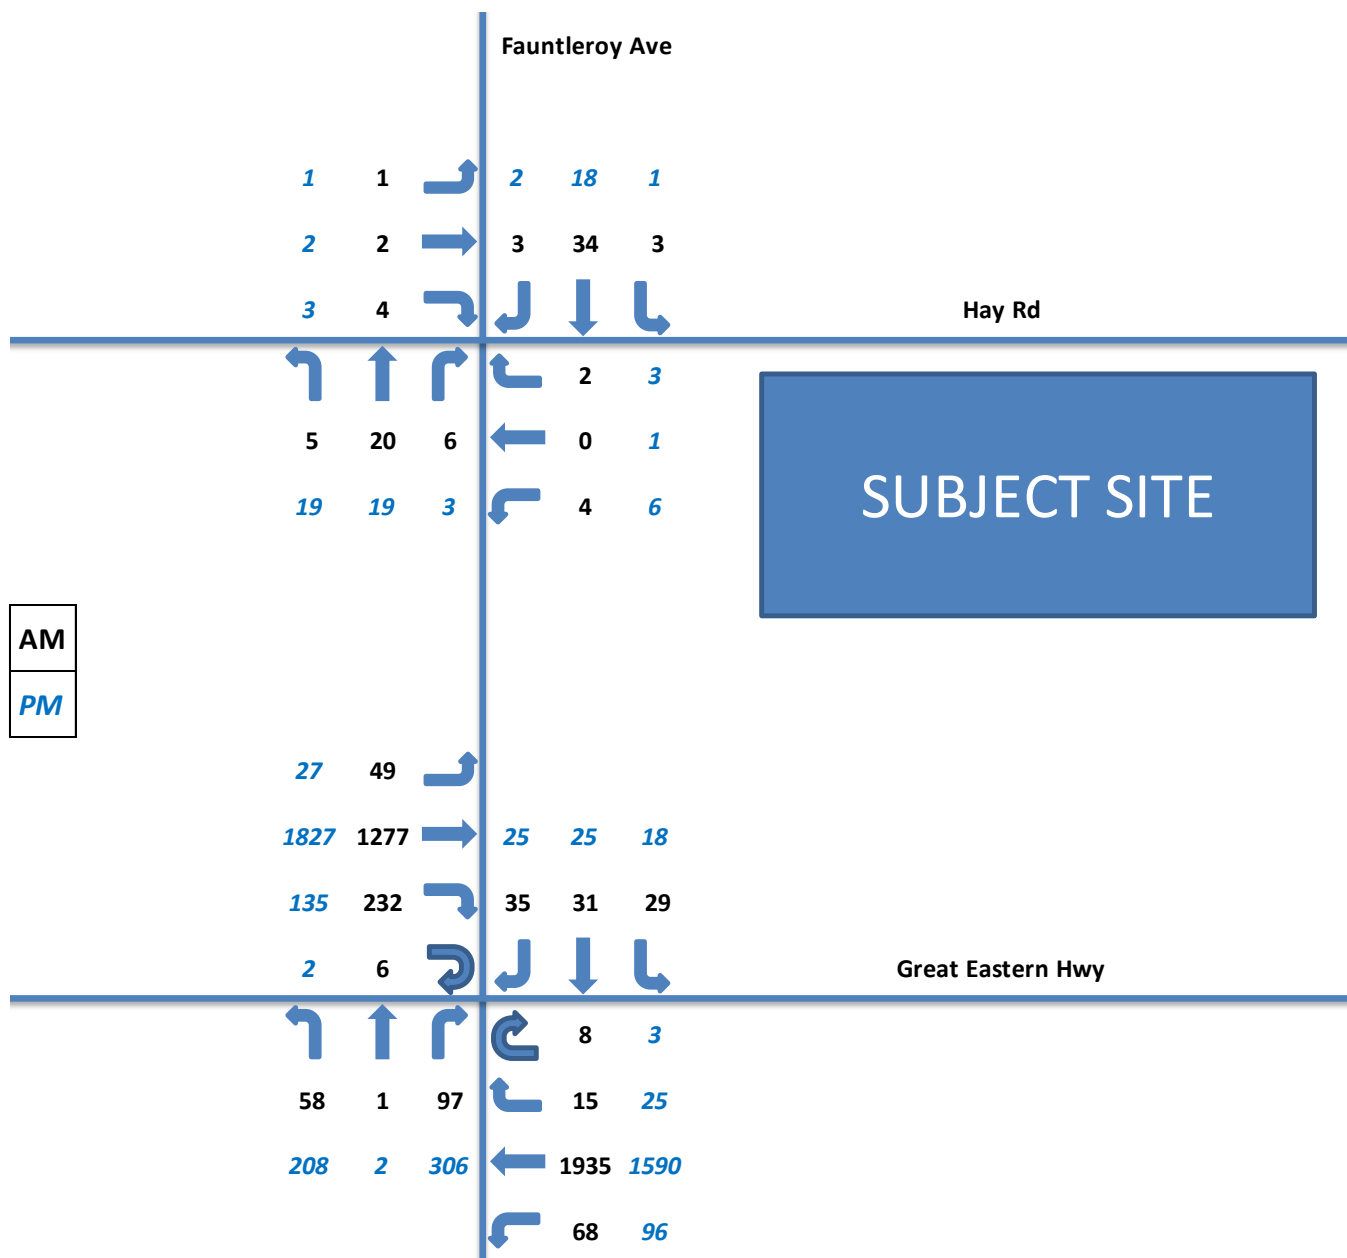 Fauntleroy Ave
1 1 2 18 1
2 2 3 34 3
3 4 Hay Rd
2 3
5 20 6 0 1
19 19 3 4 6
SUBJECT SITE
AM
PM
27 49
1827 1277 25 25 18
135 232 35 31 29
2 6 Great Eastern Hwy
8 3
58 1 97 15 25
208 2 306 1935 1590
68 96